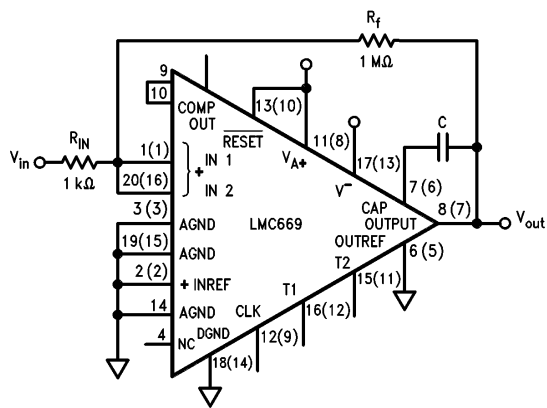 Rf
1 MΩ
9
10
COMP
OUT
RESET
13(10)
VA+
11(8)
17(13)
V−
C
7 (6)
RIN
Vin
1 kΩ
1(1)
20(16)
+
IN 1
IN 2
3 (3)
AGND
LMC669
CAP
OUTPUT
8 (7)
Vout
19(15)
AGND
OUTREF
6 (5)
2 (2)
+ INREF
T2
15(11)
14
AGND
T1
16(12)
CLK
12(9)
4
NC
DGND
18(14)